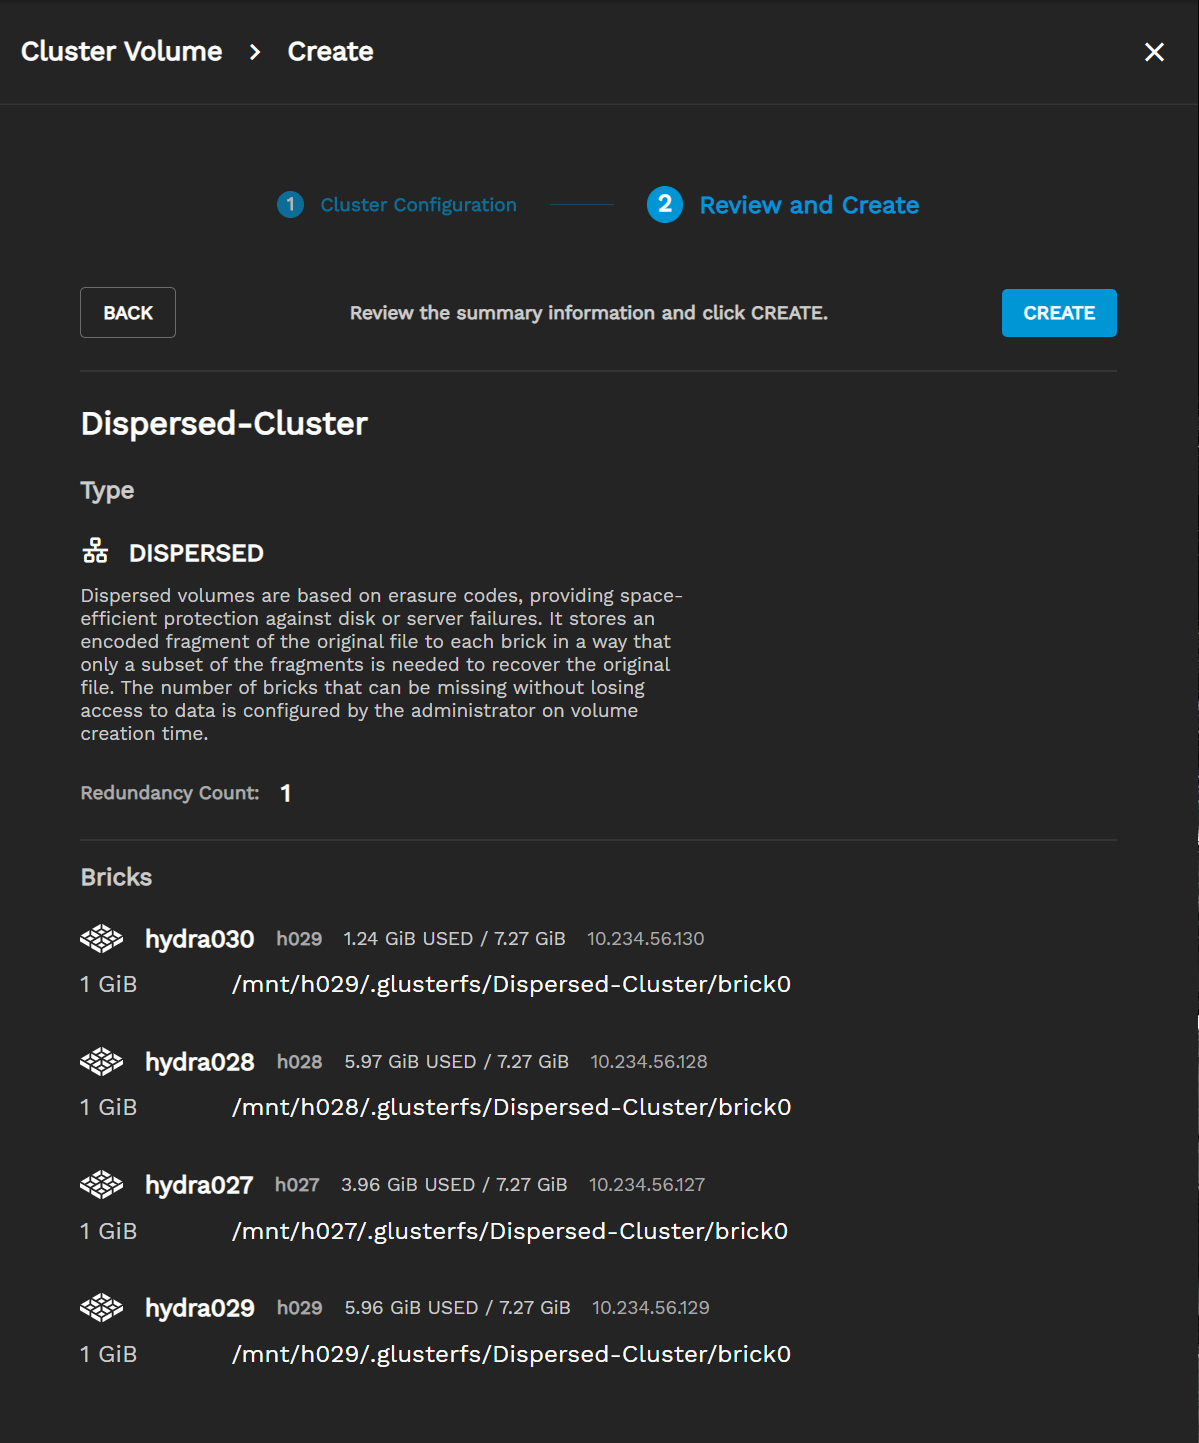 Cluster Volume > Create
1 Cluster Configuration 2 Review and Create
BACK Review the summary information and click CREATE. CREATE
Dispersed-Cluster
Type
DISPERSED
Dispersed volumes are based on erasure codes, providing space-
efficient protection against disk or server failures. It stores an
encoded fragment of the original file to each brick in a way that
only a subset of the fragments is needed to recover the original
file. The number of bricks that can be missing without losing
access to data is configured by the administrator on volume
creation time.
Redundancy Count: 1
Bricks
hydra030 h029 1.24 GiB USED / 7.27 GiB 10.234.56.130
1 GiB /mnt/h029/.glusterfs/Dispersed-Cluster/brick0
hydra028 h028 5.97 GiB USED / 7.27 GiB 10.234.56.128
1 GiB /mnt/h028/.glusterfs/Dispersed-Cluster/brick0
hydra027 h027 3.96 GiB USED / 7.27 GiB 10.234.56.127
1 GiB /mnt/h027/.glusterfs/Dispersed-Cluster/brick0
hydra029 h029 5.96 GiB USED / 7.27 GiB 10.234.56.129
1 GiB /mnt/h029/.glusterfs/Dispersed-Cluster/brick0